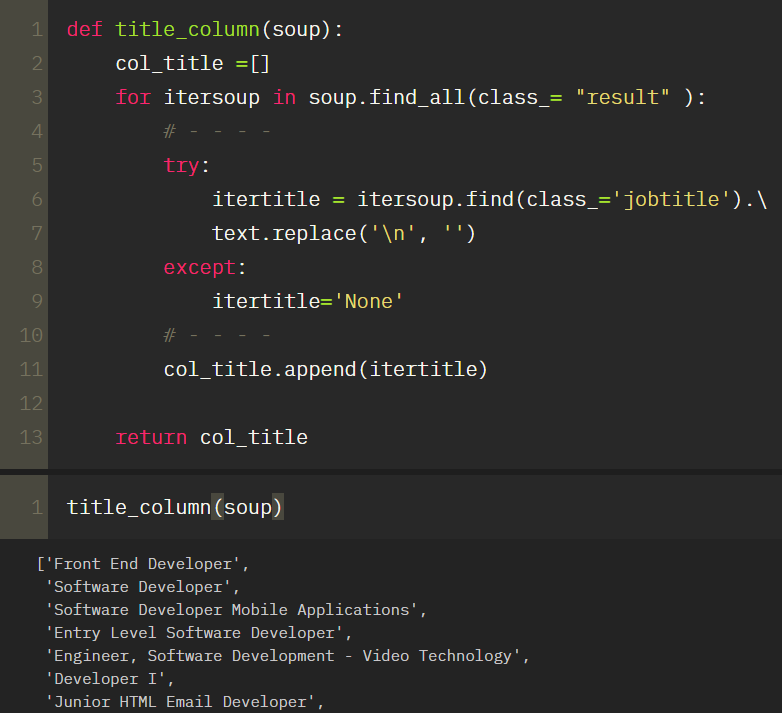 1 def title_column(soup):
2     col_title =[]
3     for itersoup in soup.find_all(class_= "result" ):
4         # - - - -
5         try:
6             itertitle = itersoup.find(class_='jobtitle').\
7             text.replace('\n', '')
8         except:
9             itertitle='None'
10         # - - - -
11         col_title.append(itertitle)
12
13     return col_title
1 title_column(soup)
['Front End Developer',
 'Software Developer',
 'Software Developer Mobile Applications',
 'Entry Level Software Developer',
 'Engineer, Software Development - Video Technology',
 'Developer I',
 'Junior HTML Email Developer',